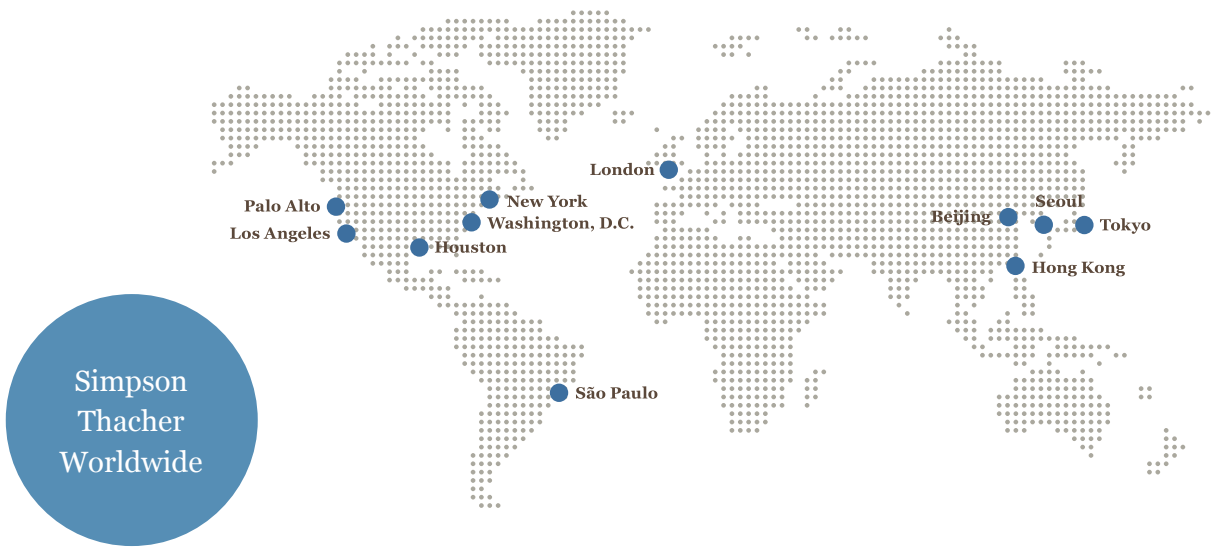 London
Palo Alto
New York
Seoul
Beijing
Washington, D.C.
Tokyo
Los Angeles
Houston
Hong Kong
Simpson
Thacher
Worldwide
São Paulo